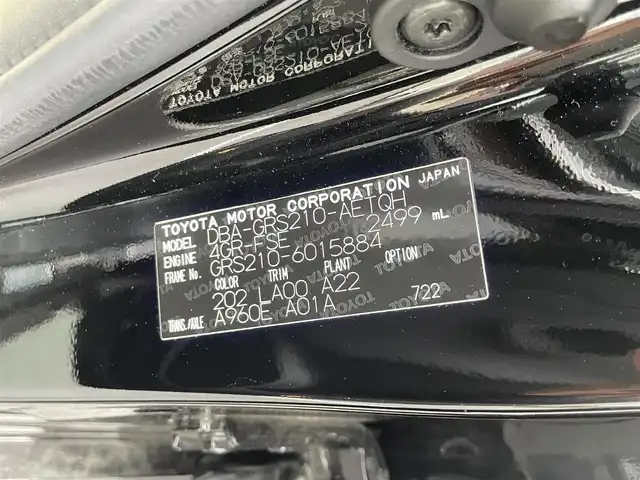 TOYOTA MOTOR CORPORATION JAPAN
MODEL DBA-GRS210-AETQH
ENGINE 4GR-FSE 2499 mL
FRAME No. GRS210-6015884
COLOR TRIM PLANT OPTION
202 LA00 A22
TRANS./AXLE A960E A01A 722